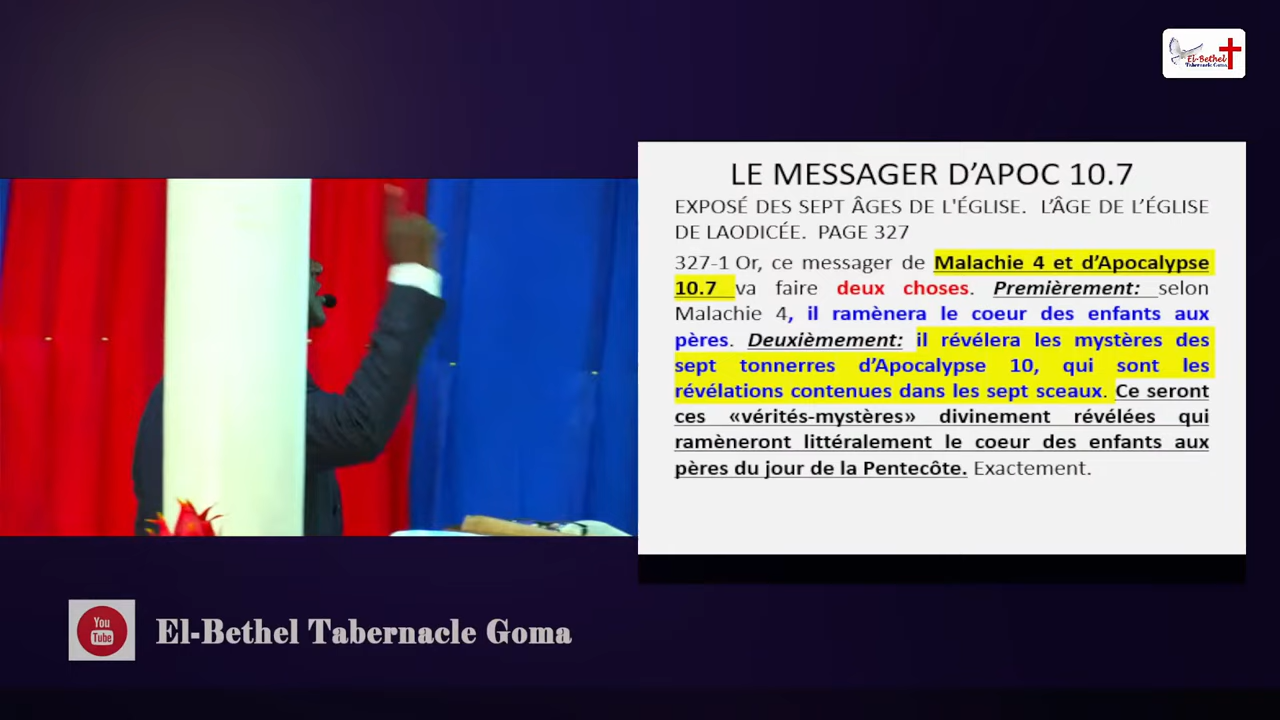 El-Bethel
Tabernacle Goma
LE MESSAGER D’APOC 10.7
EXPOSÉ DES SEPT ÂGES DE L'ÉGLISE. L’ÂGE DE L’ÉGLISE
DE LAODICÉE. PAGE 327
327-1 Or, ce messager de Malachie 4 et d’Apocalypse
10.7 va faire deux choses. Premièrement: selon
Malachie 4, il ramènera le coeur des enfants aux
pères. Deuxièmement: il révélera les mystères des
sept tonnerres d’Apocalypse 10, qui sont les
révélations contenues dans les sept sceaux. Ce seront
ces «vérités-mystères» divinement révélées qui
ramèneront littéralement le coeur des enfants aux
pères du jour de la Pentecôte. Exactement.
You
Tube
El-Bethel Tabernacle Goma